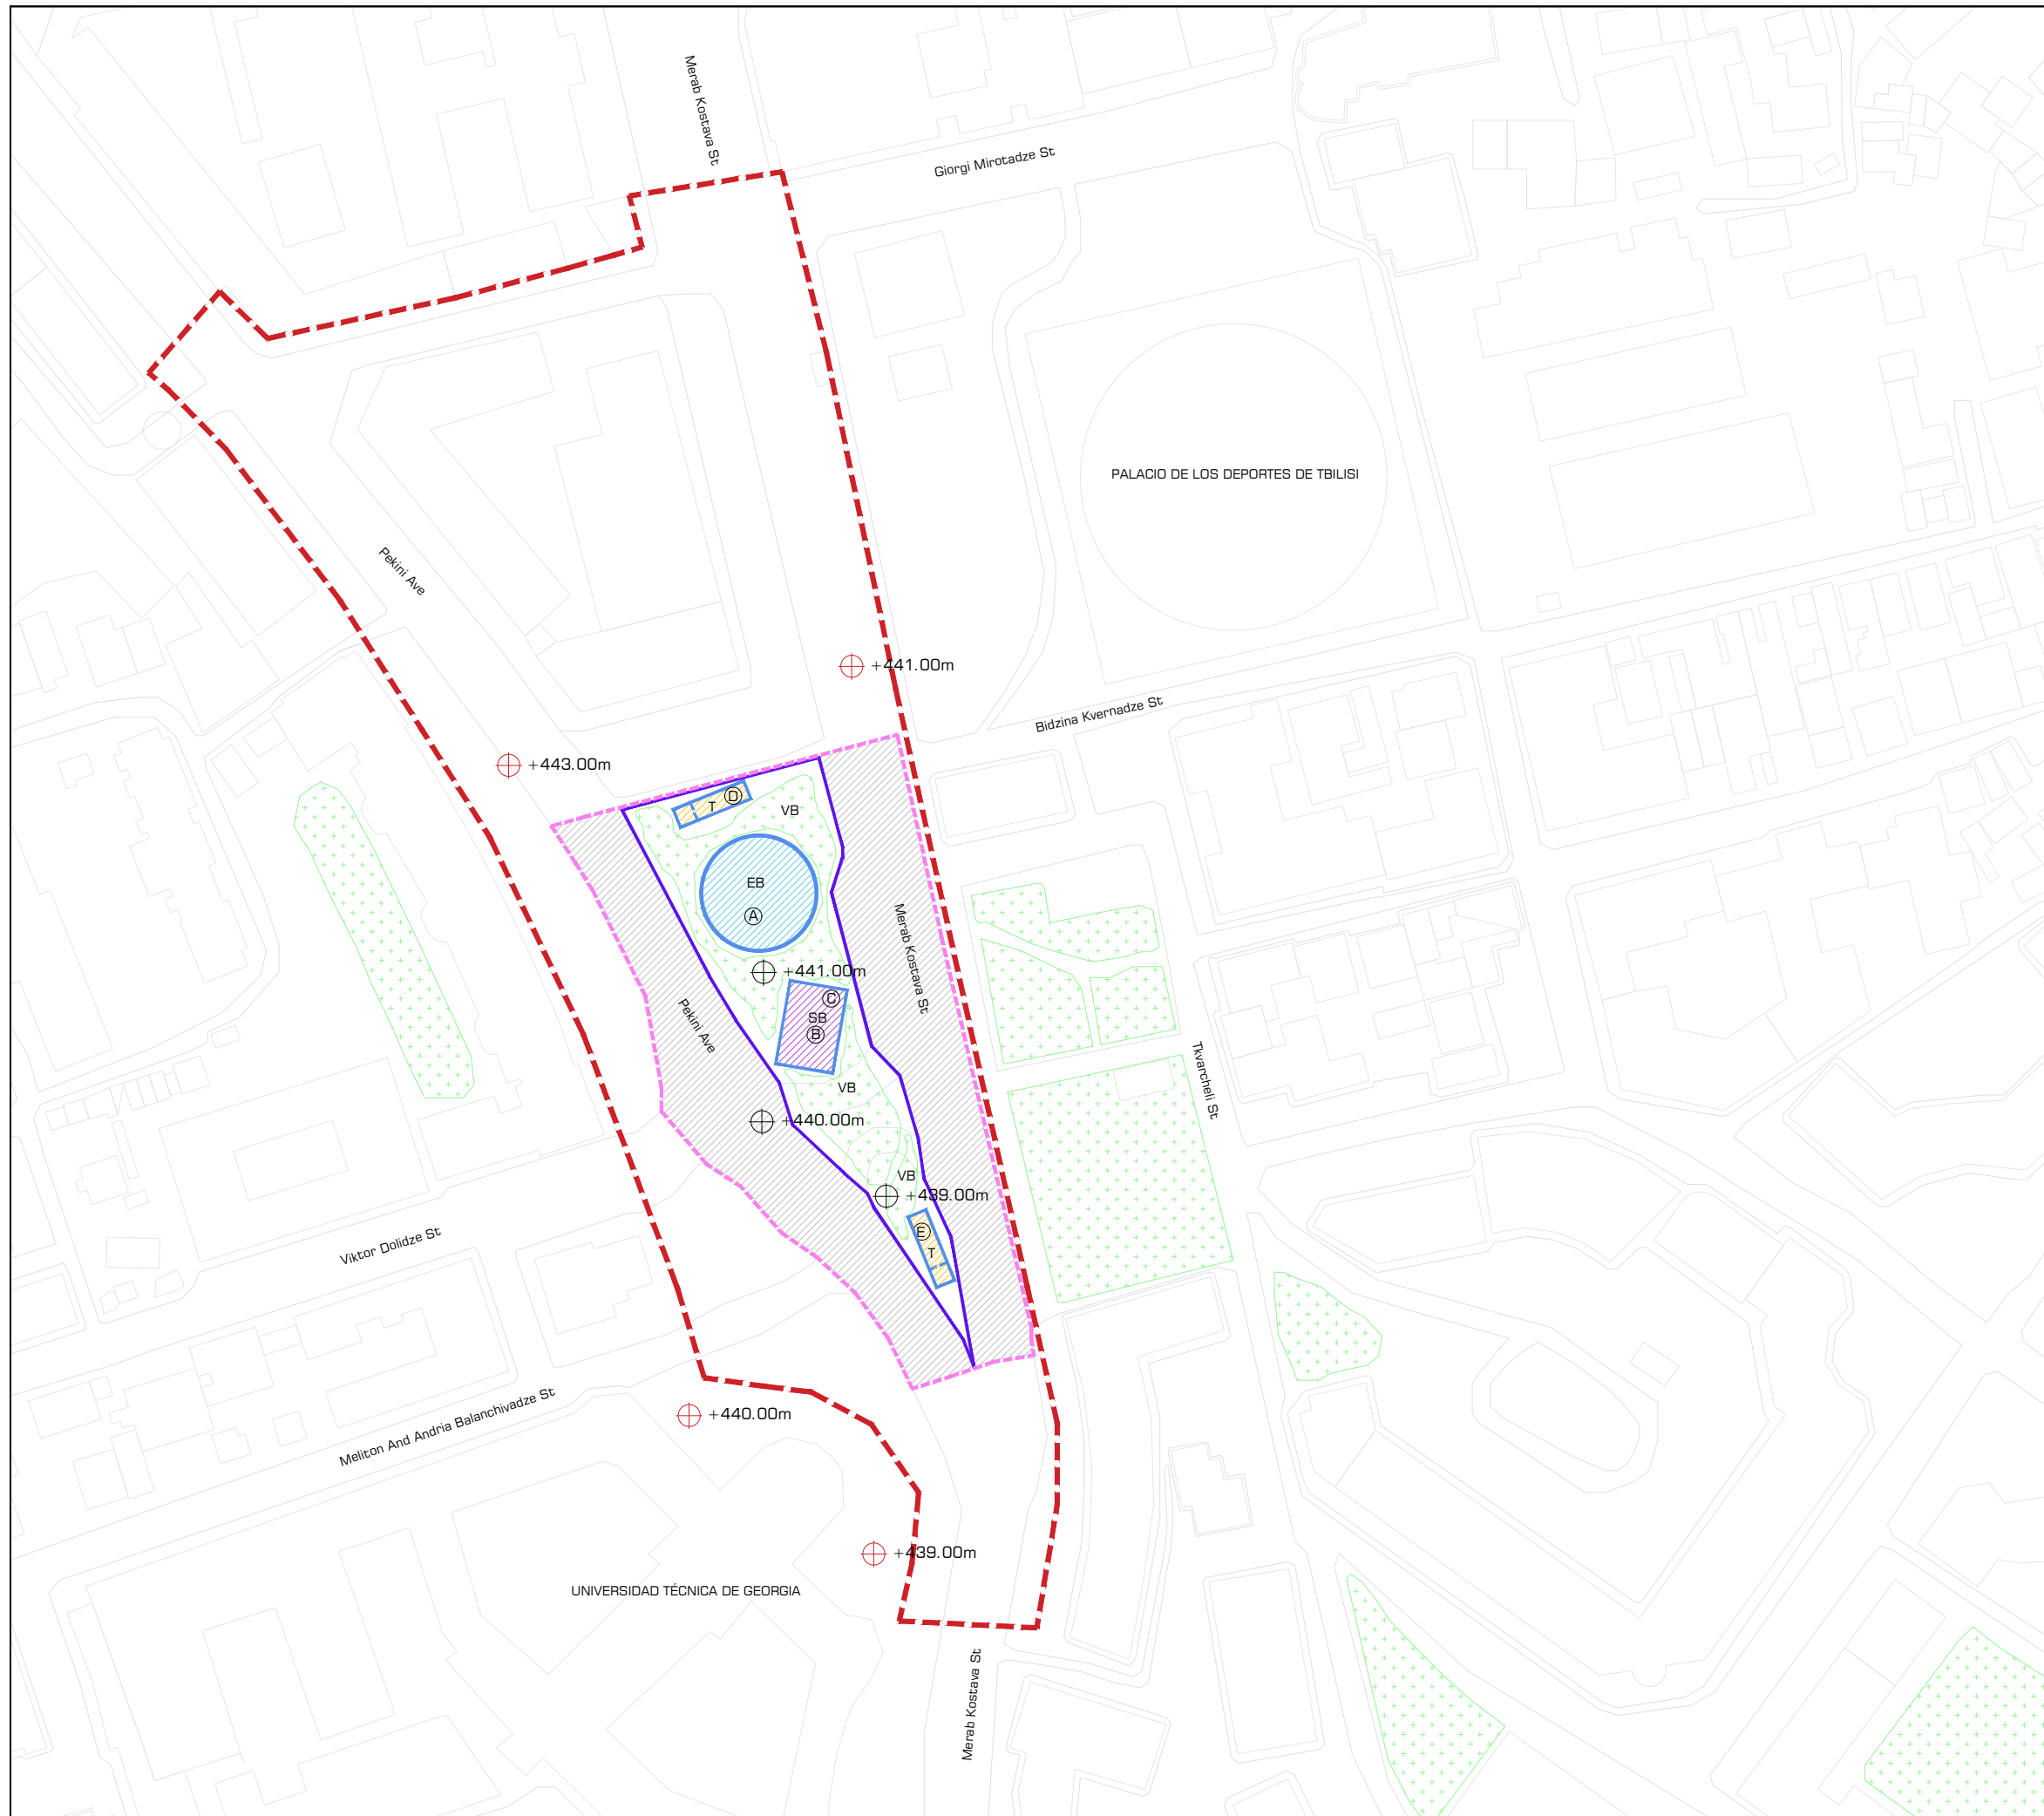 Merab Kostava St
Giorgi Mirotadze St
PALACIO DE LOS DEPORTES DE TBILISI
Pekini Ave
+441.00m
Bidzina Kvernadze St
+443.00m
D
T
VB
EB
A
Merab Kostava St
+441.00m
C
SB
B
Pekini Ave
Tkvarcheli St
VB
+440.00m
VB
+439.00m
E
T
Viktor Dolidze St
Meliton And Andria Balanchivadze St
+440.00m
+439.00m
UNIVERSIDAD TÉCNICA DE GEORGIA
Merab Kostava St